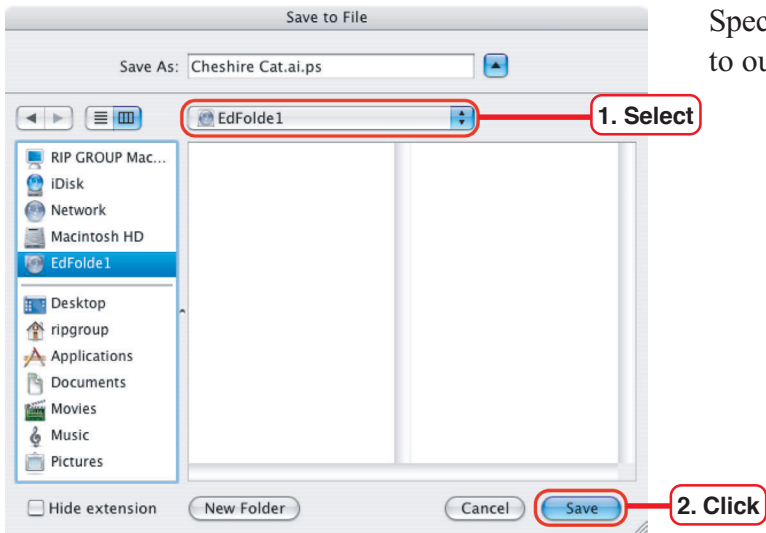 Save to File
Spec
to ou
Save As: Cheshire Cat.ai.ps
EdFolde1
1. Select
RIP GROUP Mac...
iDisk
Network
Macintosh HD
EdFolde1
Desktop
ripgroup
Applications
Documents
Movies
Music
Pictures
Hide extension New Folder Cancel Save
2. Click